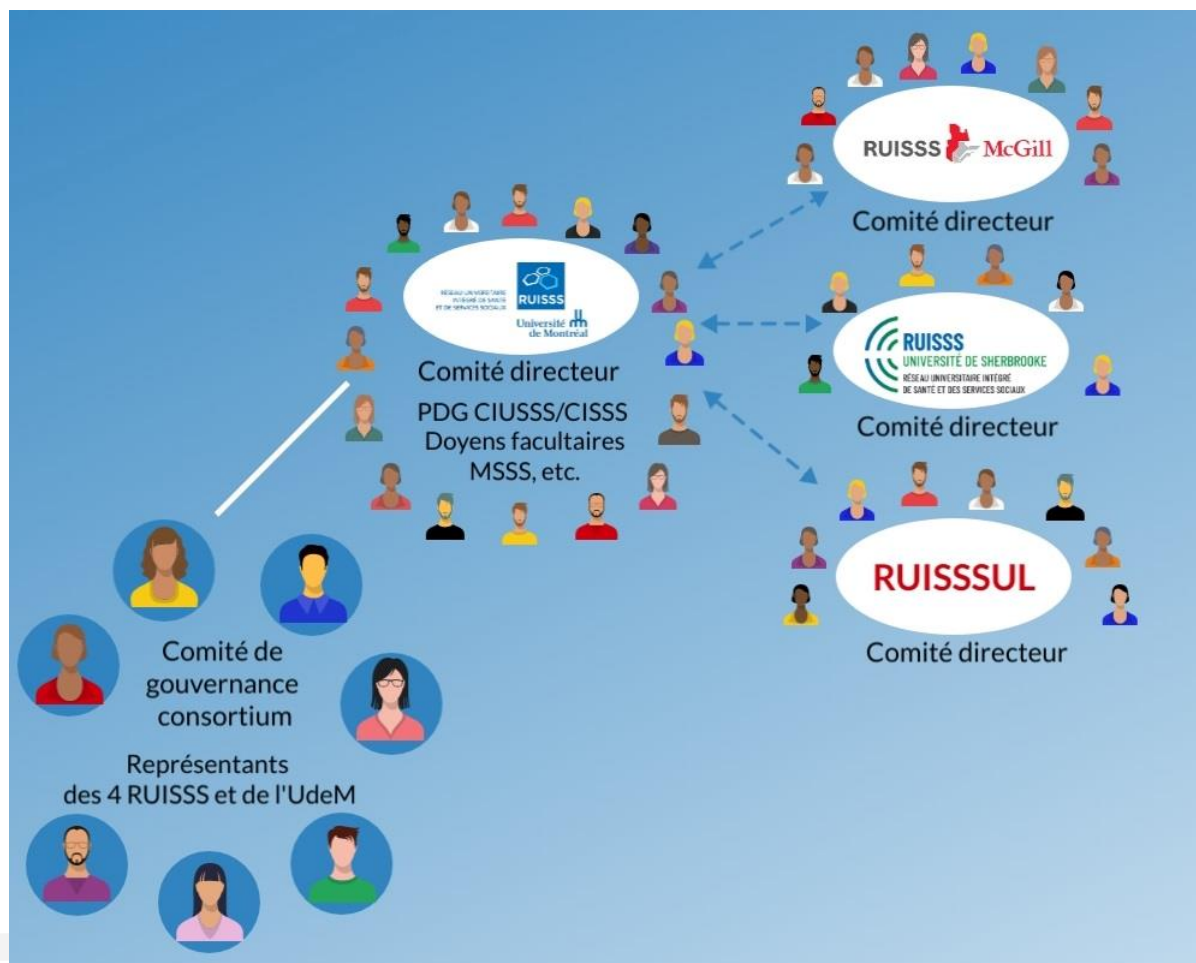 RUISSS McGill
Comité directeur
RÉSEAU UNIVERSITAIRE
INTÉGRÉ DE SANTÉ
ET DE SERVICES SOCIAUX
RUISSS
Université
de Montréal
Comité directeur
PDG CIUSSS/CISSS
Doyens facultaires
MSSS, etc.
RUISSS
UNIVERSITÉ DE SHERBROOKE
RÉSEAU UNIVERSITAIRE INTÉGRÉ
DE SANTÉ ET DES SERVICES SOCIAUX
Comité directeur
RUISSSUL
Comité directeur
Comité de
gouvernance
consortium
Représentants
des 4 RUISSS et de l'UdeM